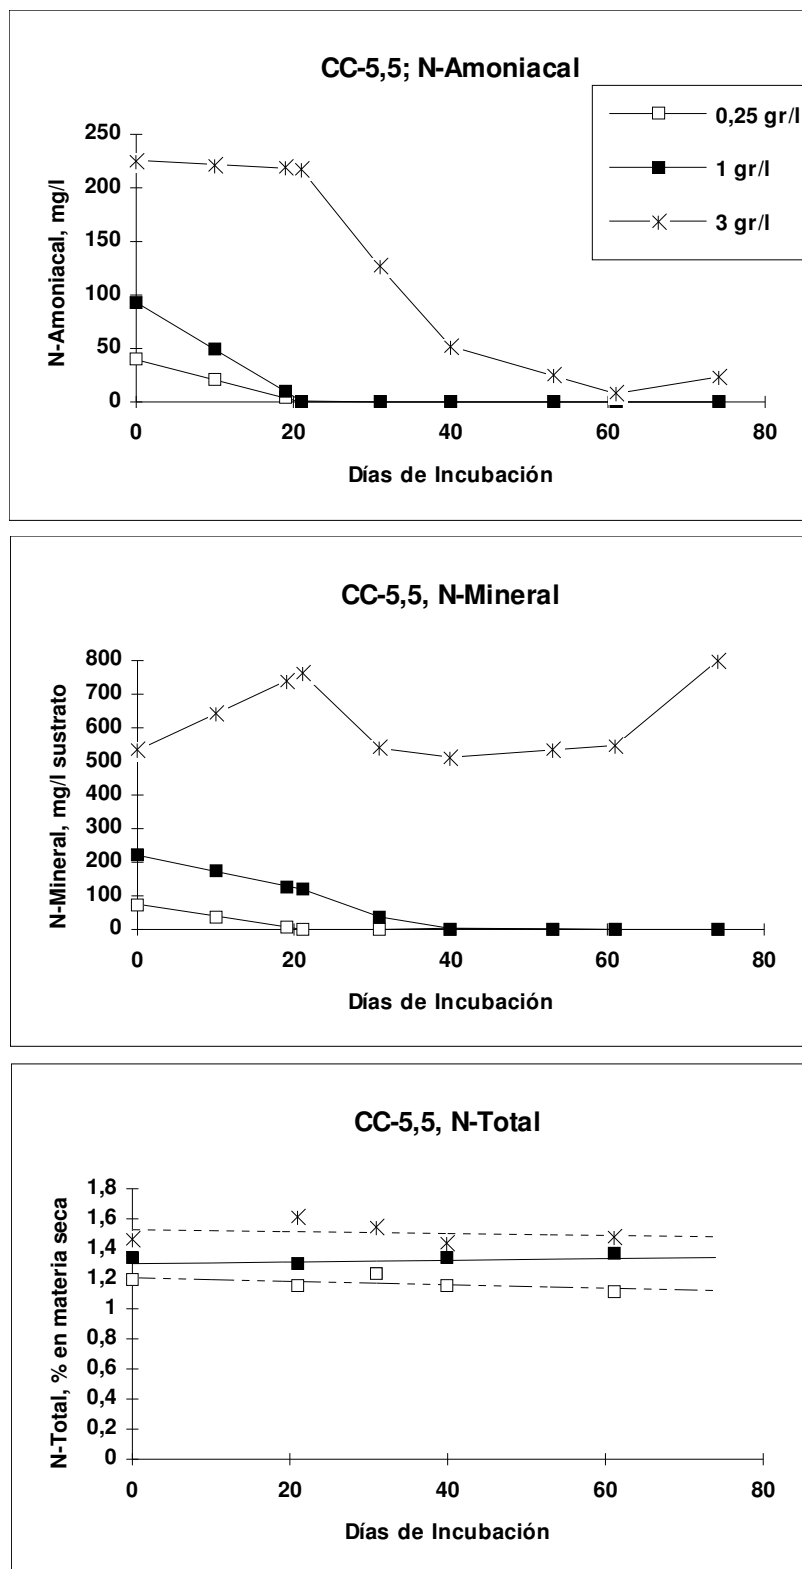 CC-5,5; N-Amoniacal
0,25 gr/l
1 gr/l
3 gr/l
N-Amoniacal, mg/l
250
200
150
100
50
0
0 20 40 60 80
Días de Incubación
CC-5,5, N-Mineral
N-Mineral, mg/l sustrato
800
700
600
500
400
300
200
100
0
0 20 40 60 80
Días de Incubación
CC-5,5, N-Total
N-Total, % en materia seca
1,8
1,6
1,4
1,2
1
0,8
0,6
0,4
0,2
0
0 20 40 60 80
Días de Incubación